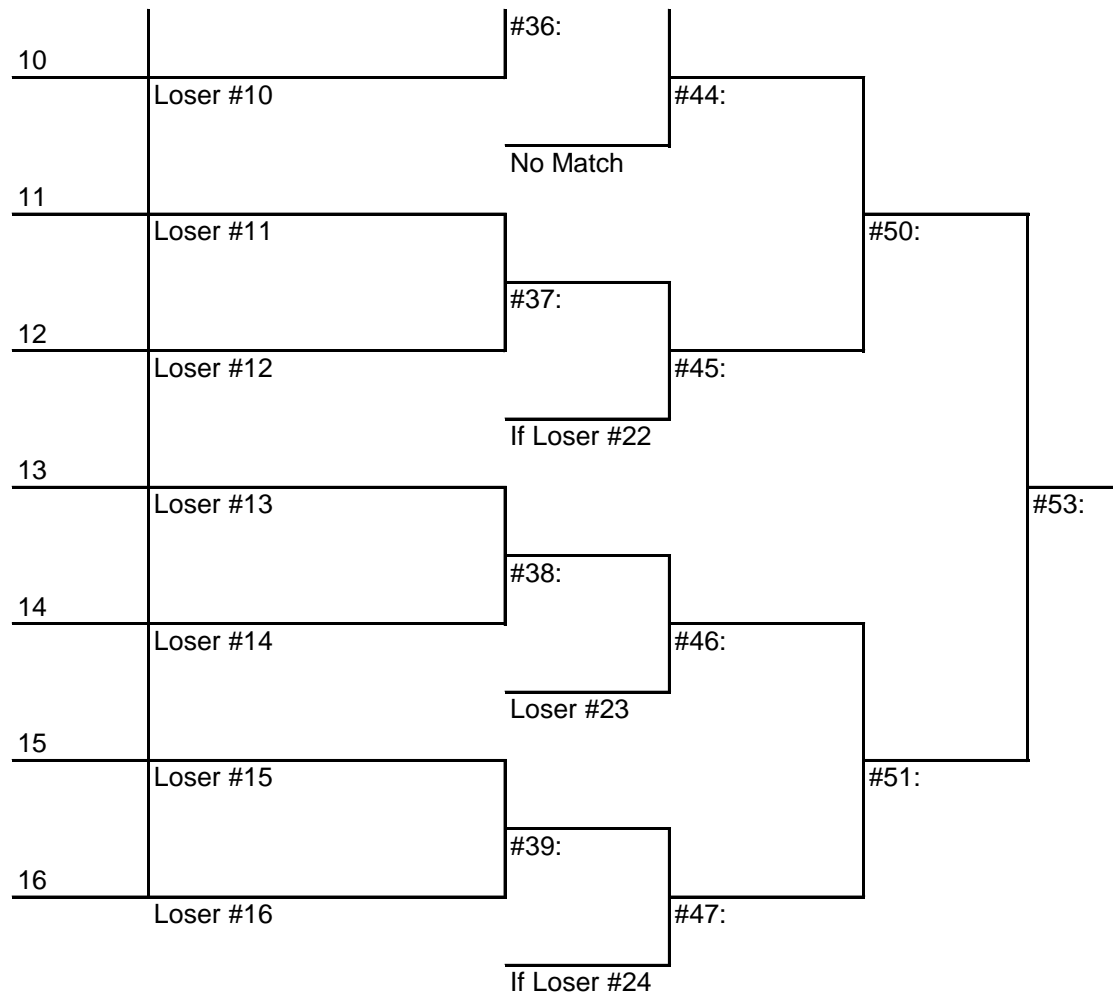 #36:
10
Loser #10
#44:
No Match
11
Loser #11
#50:
#37:
12
Loser #12
#45:
If Loser #22
13
Loser #13
#53:
#38:
14
Loser #14
#46:
Loser #23
15
Loser #15
#51:
#39:
16
Loser #16
#47:
If Loser #24